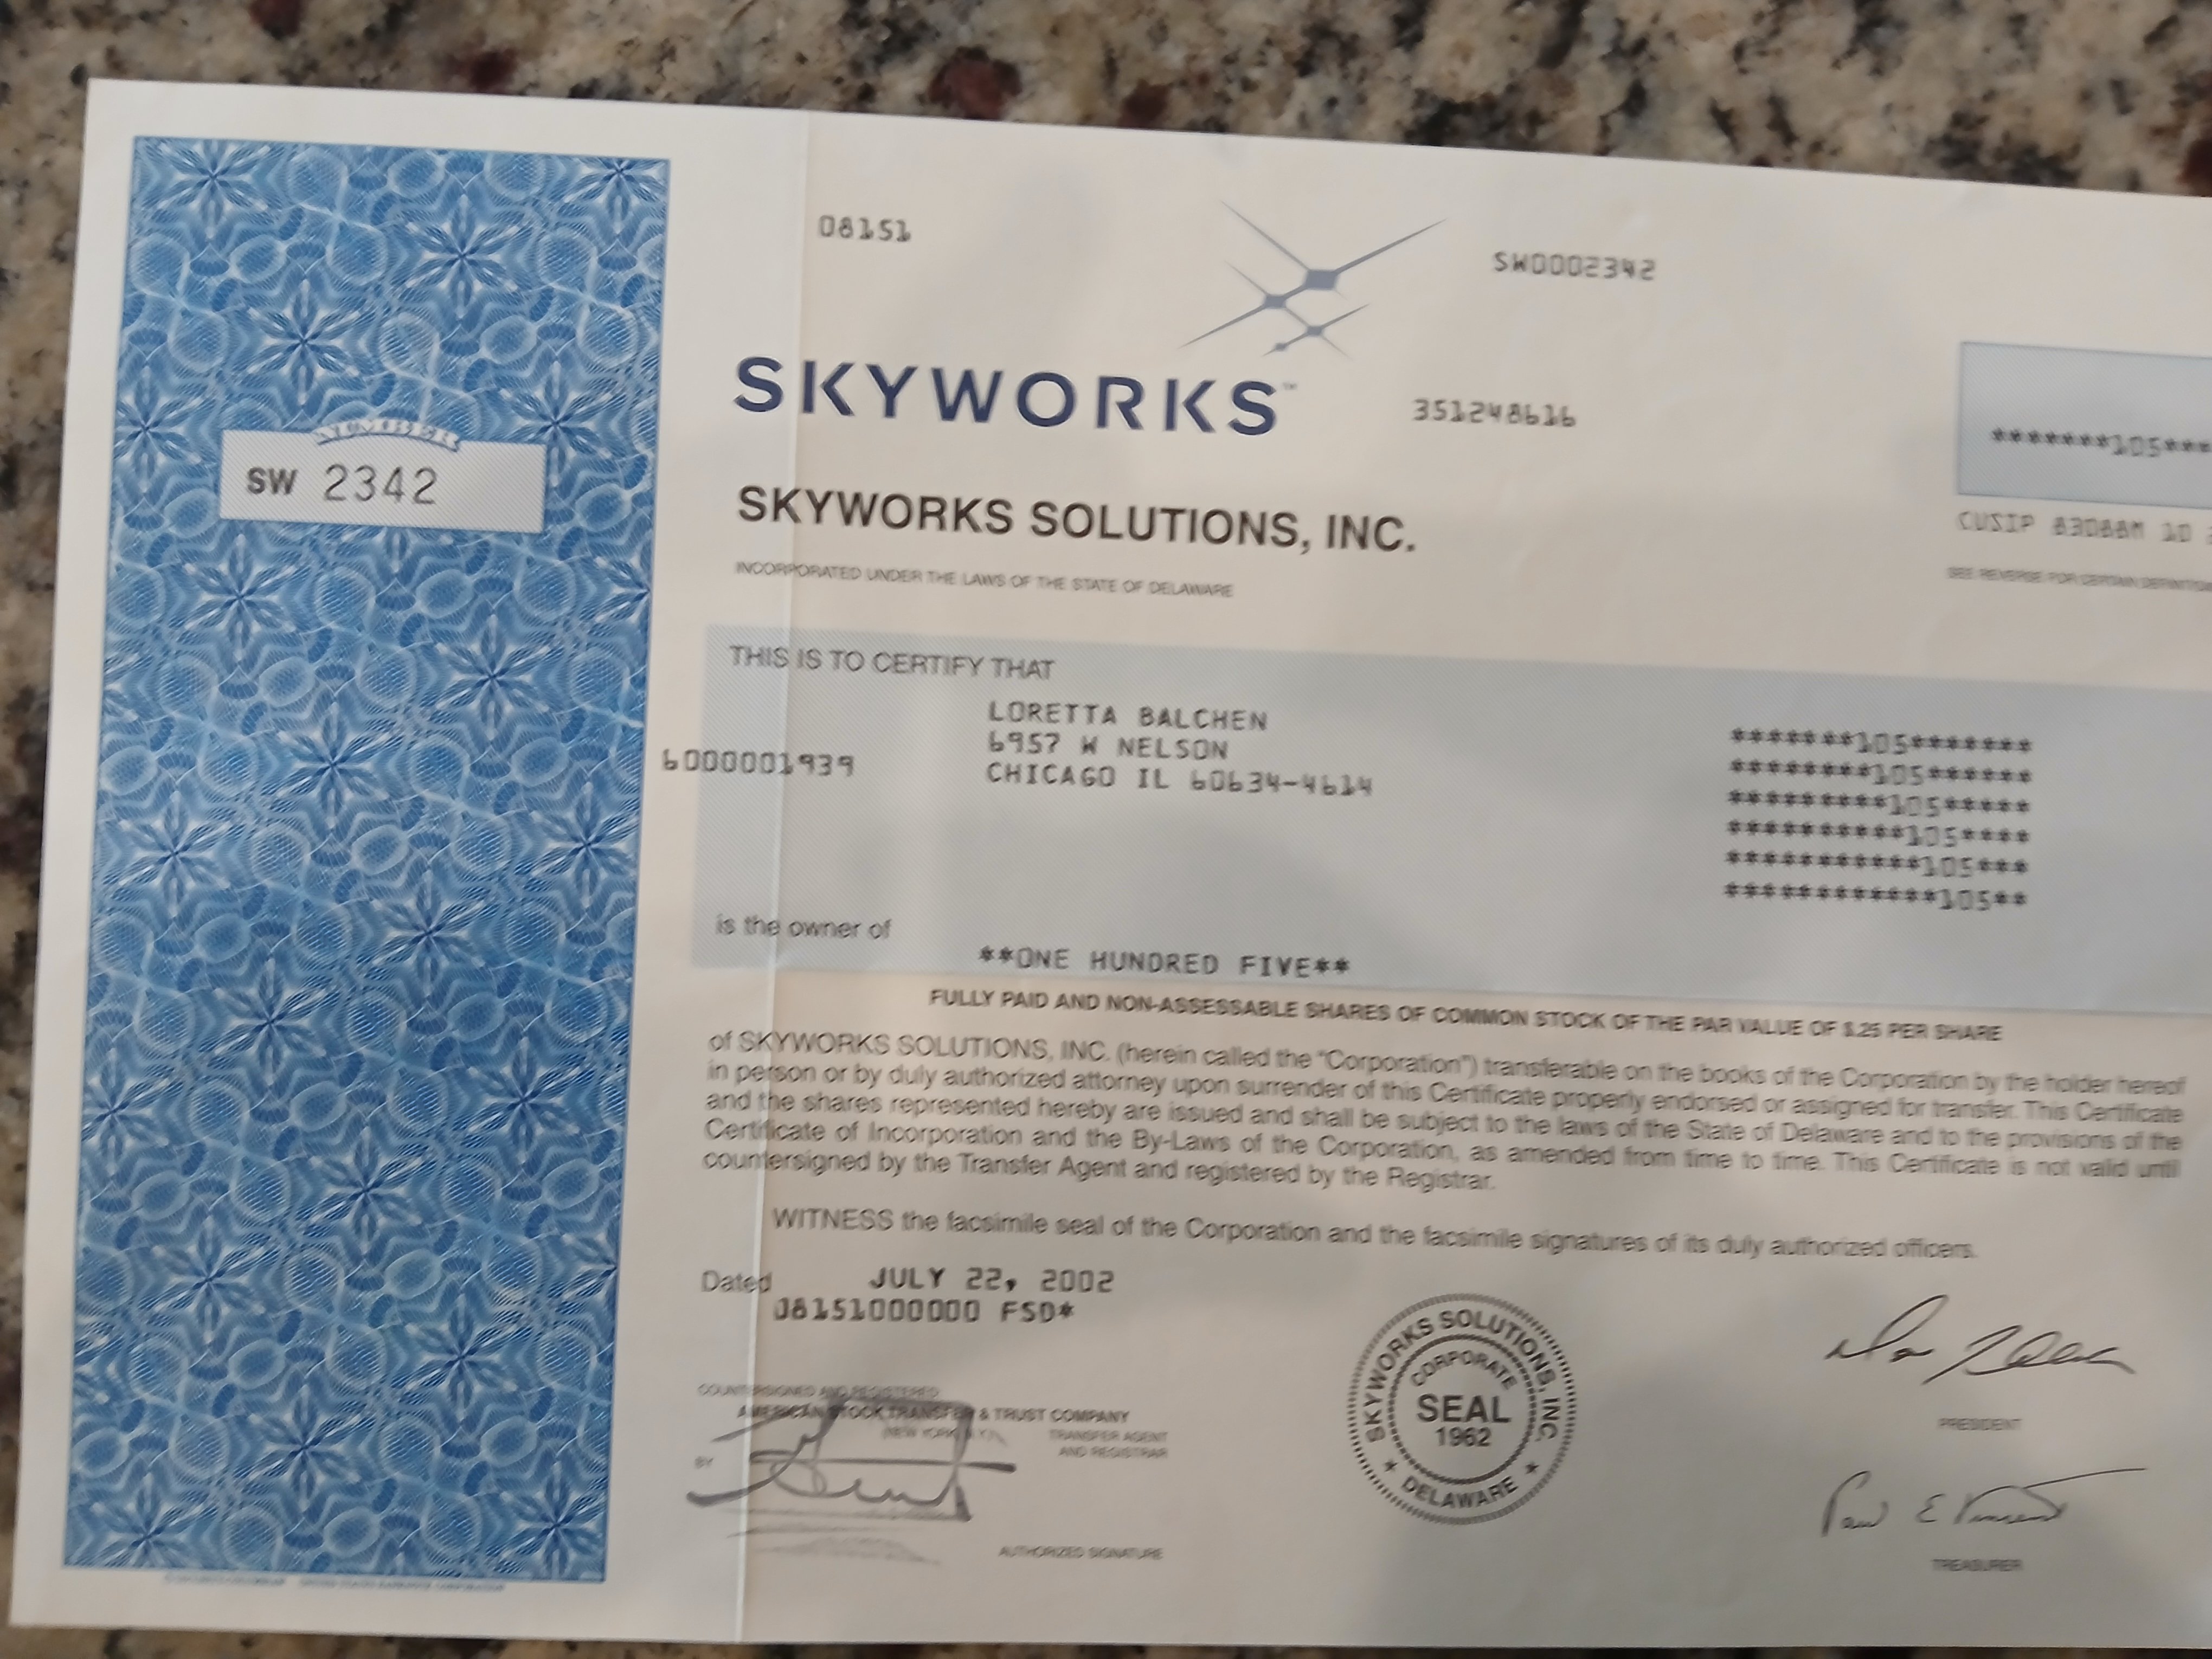 08151
SW0002342
SKYWORKS™
351248616
*******105***
NUMBER
SW 2342
SKYWORKS SOLUTIONS, INC.
CUSIP 83088M 10
INCORPORATED UNDER THE LAWS OF THE STATE OF DELAWARE
SEE REVERSE FOR CERTAIN
THIS IS TO CERTIFY THAT
LORETTA BALCHEN
6957 W NELSON
6000001939
CHICAGO IL 60634-4614
*******105*******
********105******
*********105*****
**********105****
***********105***
************105**
is the owner of
**ONE HUNDRED FIVE**
FULLY PAID AND NON-ASSESSABLE SHARES OF COMMON STOCK OF THE PAR VALUE OF $.25 PER SHARE
of SKYWORKS SOLUTIONS, INC. (herein called the "Corporation") transferable on the books of the Corporation by the holder hereof
in person or by duly authorized attorney upon surrender of this Certificate properly endorsed or assigned for transfer. This Certificate
and the shares represented hereby are issued and shall be subject to the laws of the State of Delaware and to the provisions of the
Certificate of Incorporation and the By-Laws of the Corporation, as amended from time to time. This Certificate is not valid until
countersigned by the Transfer Agent and registered by the Registrar.
WITNESS the facsimile seal of the Corporation and the facsimile signatures of its duly authorized officers.
Dated JULY 22, 2002
08151000000 FSD*
COUNTERSIGNED AND REGISTERED:
AMERICAN STOCK TRANSFER & TRUST COMPANY
(NEW YORK, N.Y.) TRANSFER AGENT
AND REGISTRAR
BY
AUTHORIZED SIGNATURE
SKYWORKS SOLUTIONS, INC.
CORPORATE
SEAL
1962
★ DELAWARE ★
PRESIDENT
Paul E Vincent
TREASURER